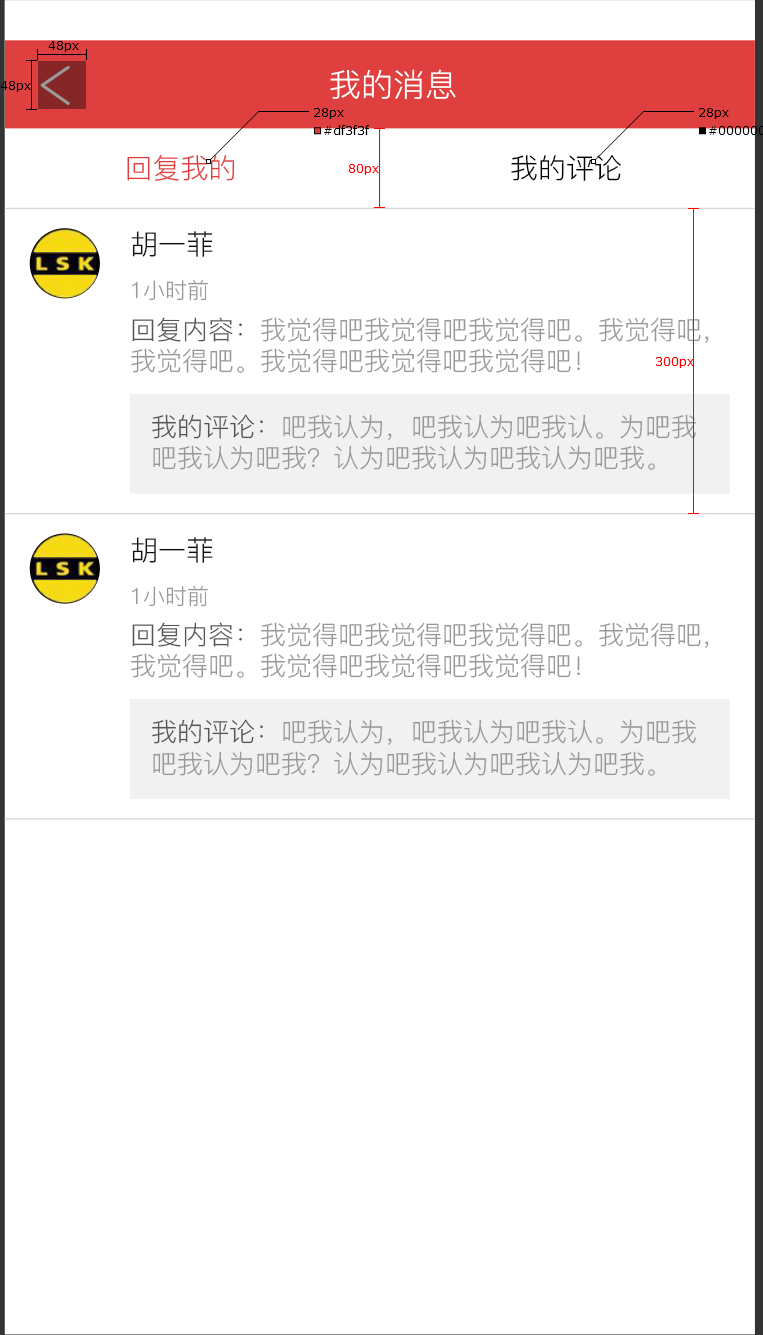 48px
48px
我的消息
28px
#df3f3f
28px
#000000
回复我的
80px
我的评论
LSK
胡一菲
1小时前
回复内容：我觉得吧我觉得吧我觉得吧。我觉得吧，
我觉得吧。我觉得吧我觉得吧我觉得吧！
300px
我的评论：吧我认为，吧我认为吧我认。为吧我
吧我认为吧我？认为吧我认为吧我认为吧我。
LSK
胡一菲
1小时前
回复内容：我觉得吧我觉得吧我觉得吧。我觉得吧，
我觉得吧。我觉得吧我觉得吧我觉得吧！
我的评论：吧我认为，吧我认为吧我认。为吧我
吧我认为吧我？认为吧我认为吧我认为吧我。